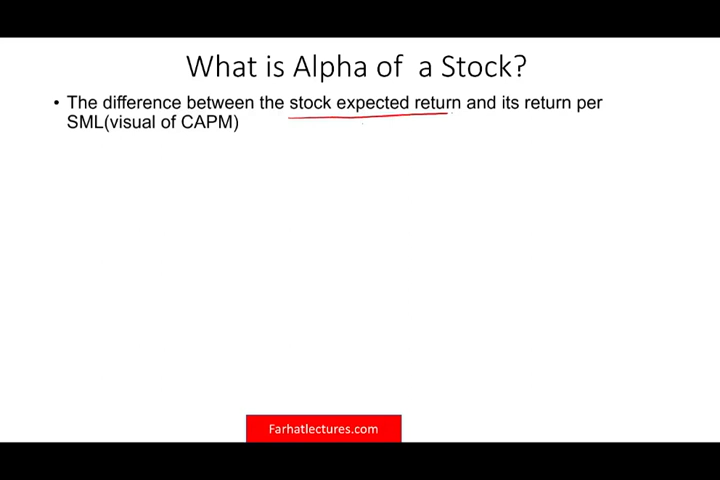 What is Alpha of a Stock?
• The difference between the stock expected return and its return per
SML(visual of CAPM)
Farhatlectures.com